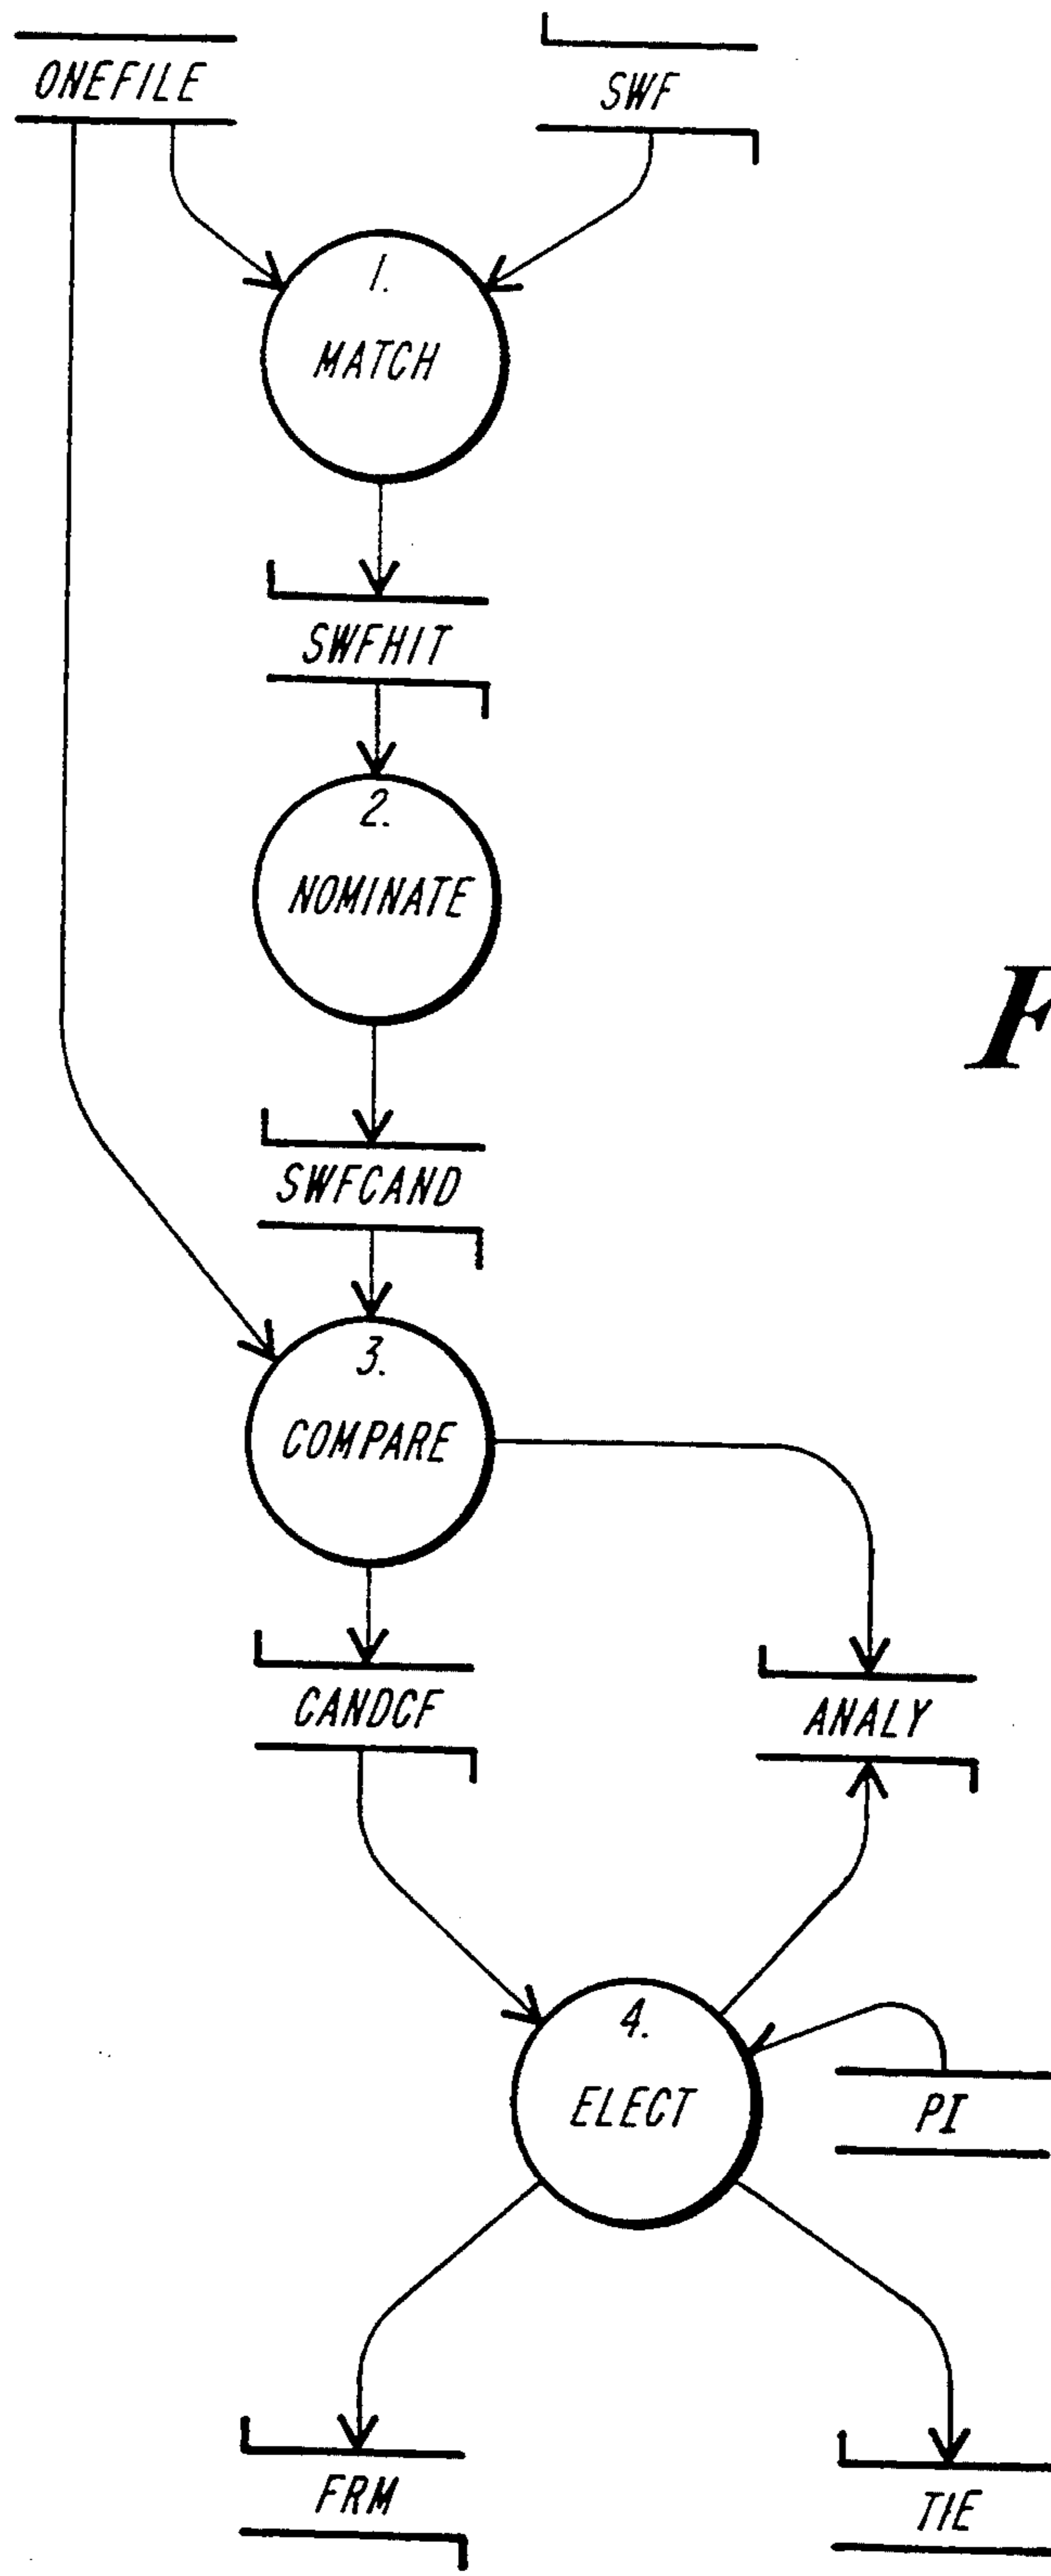 ONEFILE
SWF
1.
MATCH
SWFHIT
2.
NOMINATE
F
SWFCAND
3.
COMPARE
CANDCF
ANALY
4.
ELECT
PI
FRM
TIE